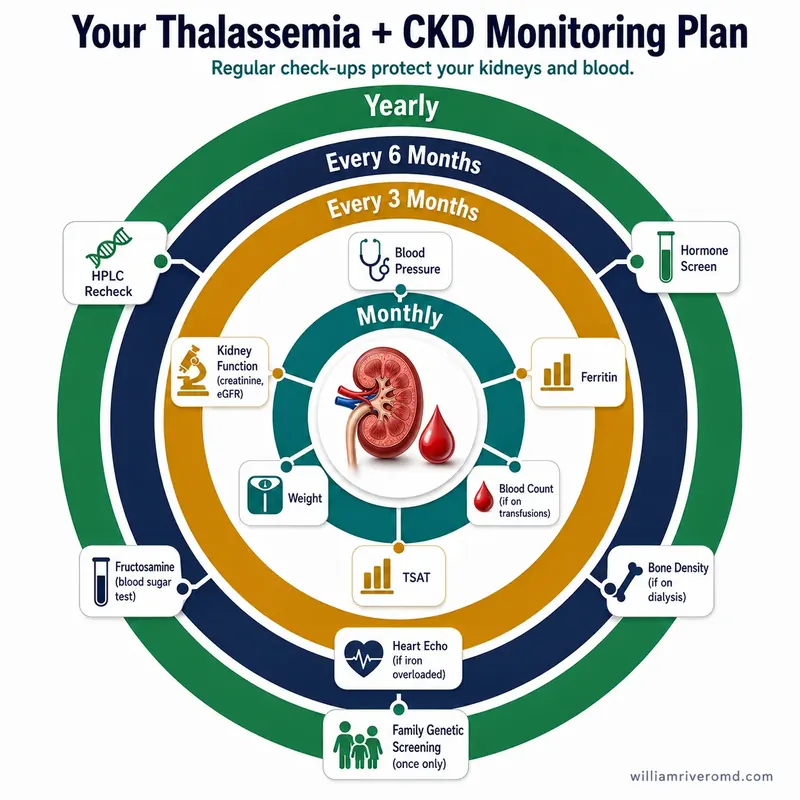 Your Thalassemia + CKD Monitoring Plan
Regular check-ups protect your kidneys and blood.
Yearly
Every 6 Months
Every 3 Months
Blood
Pressure
Monthly
HPLC
Recheck
Hormone
Screen
Kidney
Function
(creatinine,
eGFR)
Ferritin
Weight
Blood Count
(if on
transfusions)
TSAT
Fructosamine
(blood sugar
test)
Bone Density
(if on
dialysis)
Heart Echo
(if iron
overloaded)
Family Genetic
Screening
(once only)
williamriveromd.com